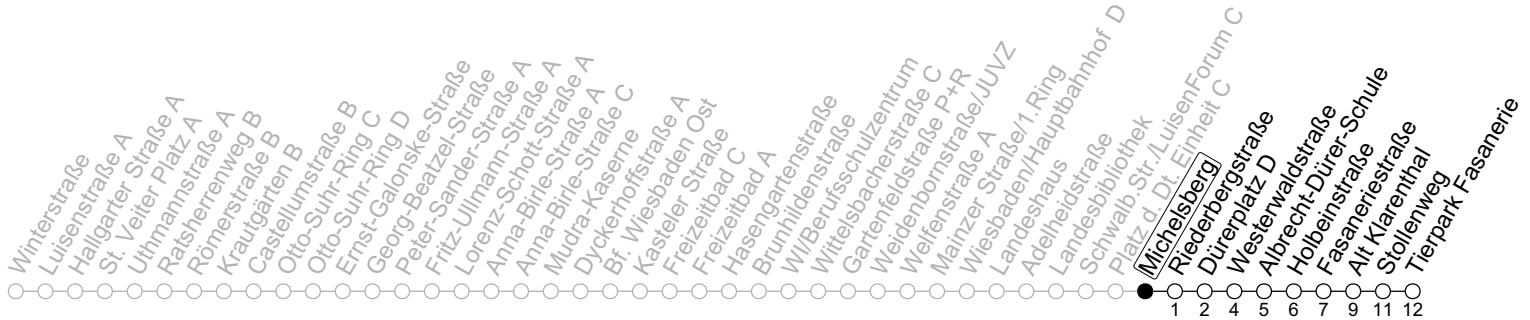 Winterstraße
Luisenstraße A
Hallgarter Straße A
St. Veiter Platz A
Uthmannstraße A
Ratsherrenweg B
Römerstraße B
Krautgärten B
Castellumstraße B
Otto-Suhr-Ring C
Otto-Suhr-Ring D
Ernst-Galonske-Straße
Georg-Beatzel-Straße
Peter-Sander-Straße A
Fritz-Ullmann-Straße A
Lorenz-Schott-Straße A
Anna-Birle-Straße A
Anna-Birle-Straße C
Mudra-Kaserne
Dyckerhoffstraße A
Bf. Wiesbaden Ost
Kasteler Straße
Freizeitbad C
Freizeitbad A
Hasengartenstraße
Brunhildenstraße
WI/Berufsschulzentrum
Wittelsbacherstraße C
Gartenfeldstraße P+R
Weidenbornstraße/JUVZ
Welfenstraße A
Mainzer Straße/1.Ring
Wiesbaden/Hauptbahnhof D
Landeshaus
Adelheidstraße
Landesbibliothek
Schwalb.Str./LuisenForum C
Platz d. Dt. Einheit C
Michelsberg
Riederbergstraße
Dürerplatz D
Westerwaldstraße
Albrecht-Dürer-Schule
Holbeinstraße
Fasaneriestraße
Alt Klarenthal
Stollenweg
Tierpark Fasanerie
1 2 4 5 6 7 9 11 12